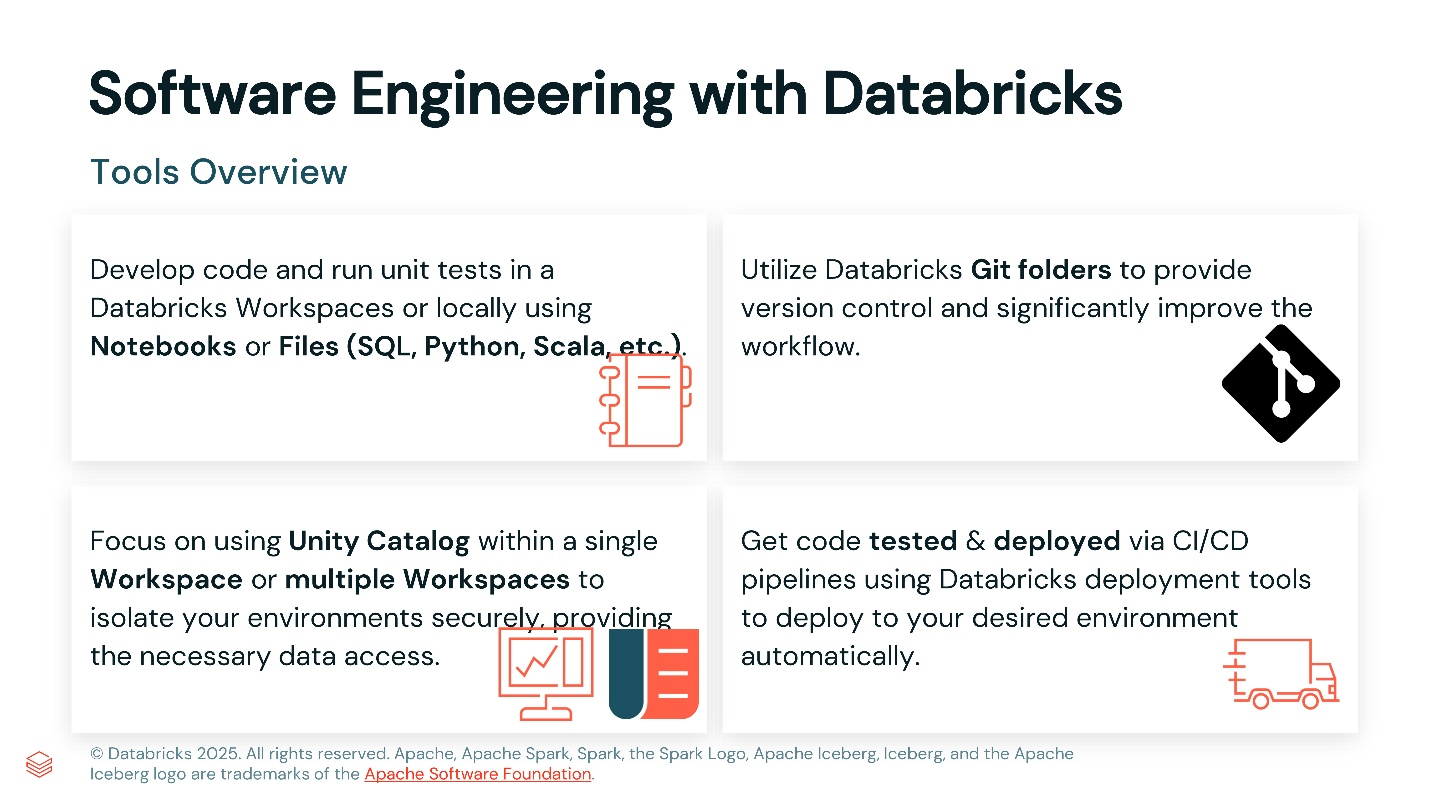 Software Engineering with Databricks
Tools Overview
Develop code and run unit tests in a
Databricks Workspaces or locally using
Notebooks or Files (SQL, Python, Scala, etc.).
Utilize Databricks Git folders to provide
version control and significantly improve the
workflow.
Focus on using Unity Catalog within a single
Workspace or multiple Workspaces to
isolate your environments securely, providing
the necessary data access.
Get code tested & deployed via CI/CD
pipelines using Databricks deployment tools
to deploy to your desired environment
automatically.
© Databricks 2025. All rights reserved. Apache, Apache Spark, Spark, the Spark Logo, Apache Iceberg, Iceberg, and the Apache
Iceberg logo are trademarks of the Apache Software Foundation.